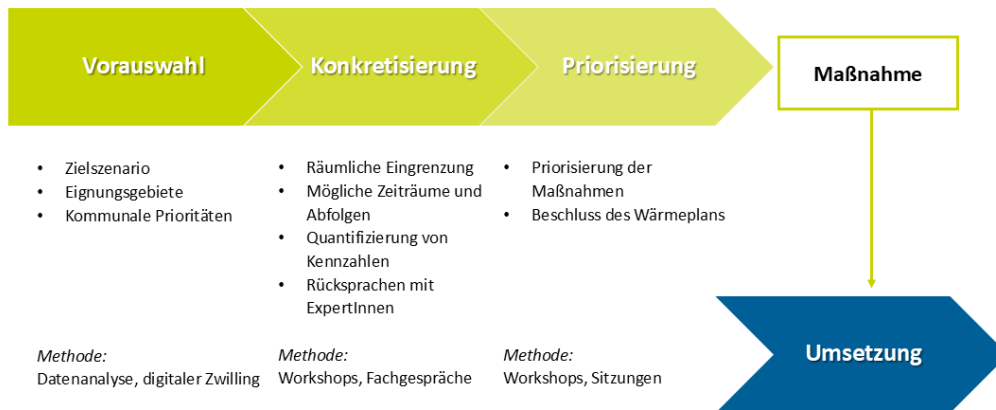 Vorauswahl
Konkretisierung
Priorisierung
Maßnahme
• Zielszenario
• Eignungsgebiete
• Kommunale Prioritäten
Methode:
Datenanalyse, digitaler Zwilling
• Räumliche Eingrenzung
• Mögliche Zeiträume und
Abfolgen
• Quantifizierung von
Kennzahlen
• Rücksprachen mit
ExpertInnen
Methode:
Workshops, Fachgespräche
• Priorisierung der
Maßnahmen
• Beschluss des Wärmeplans
Methode:
Workshops, Sitzungen
Umsetzung